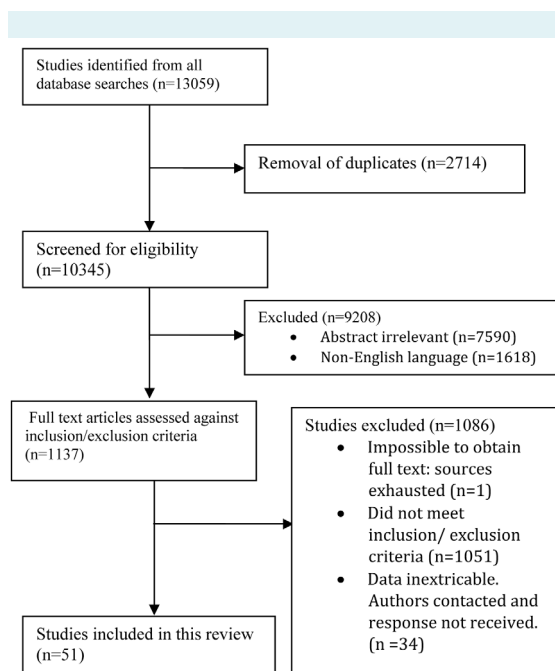 Studies identified from all
database searches (n=13059)
Removal of duplicates (n=2714)
Screened for eligibility
(n=10345)
Excluded (n=9208)
• Abstract irrelevant (n=7590)
• Non-English language (n=1618)
Full text articles assessed against
inclusion/exclusion criteria
(n=1137)
Studies excluded (n=1086)
• Impossible to obtain
full text: sources
exhausted (n=1)
• Did not meet
inclusion/ exclusion
criteria (n=1051)
• Data inextricable.
Authors contacted and
response not received.
(n =34)
Studies included in this review
(n=51)